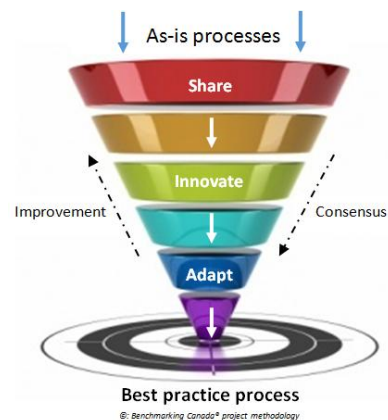 As-is processes
Share
Innovate
Improvement
Consensus
Adapt
Best practice process
©: Benchmarking Canada® project methodology